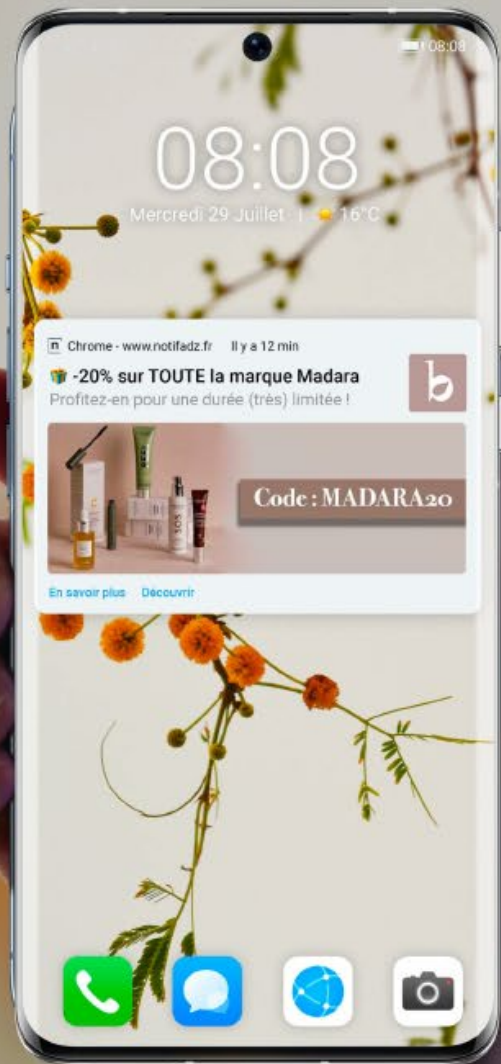 08:08
08:08
Mercredi 29 Juillet | 16°C
n Chrome - www.notifadz.fr Il y a 12 min
-20% sur TOUTE la marque Madara
Profitez-en pour une durée (très) limitée !
b
Code : MADARA20
SOS
En savoir plus Découvrir